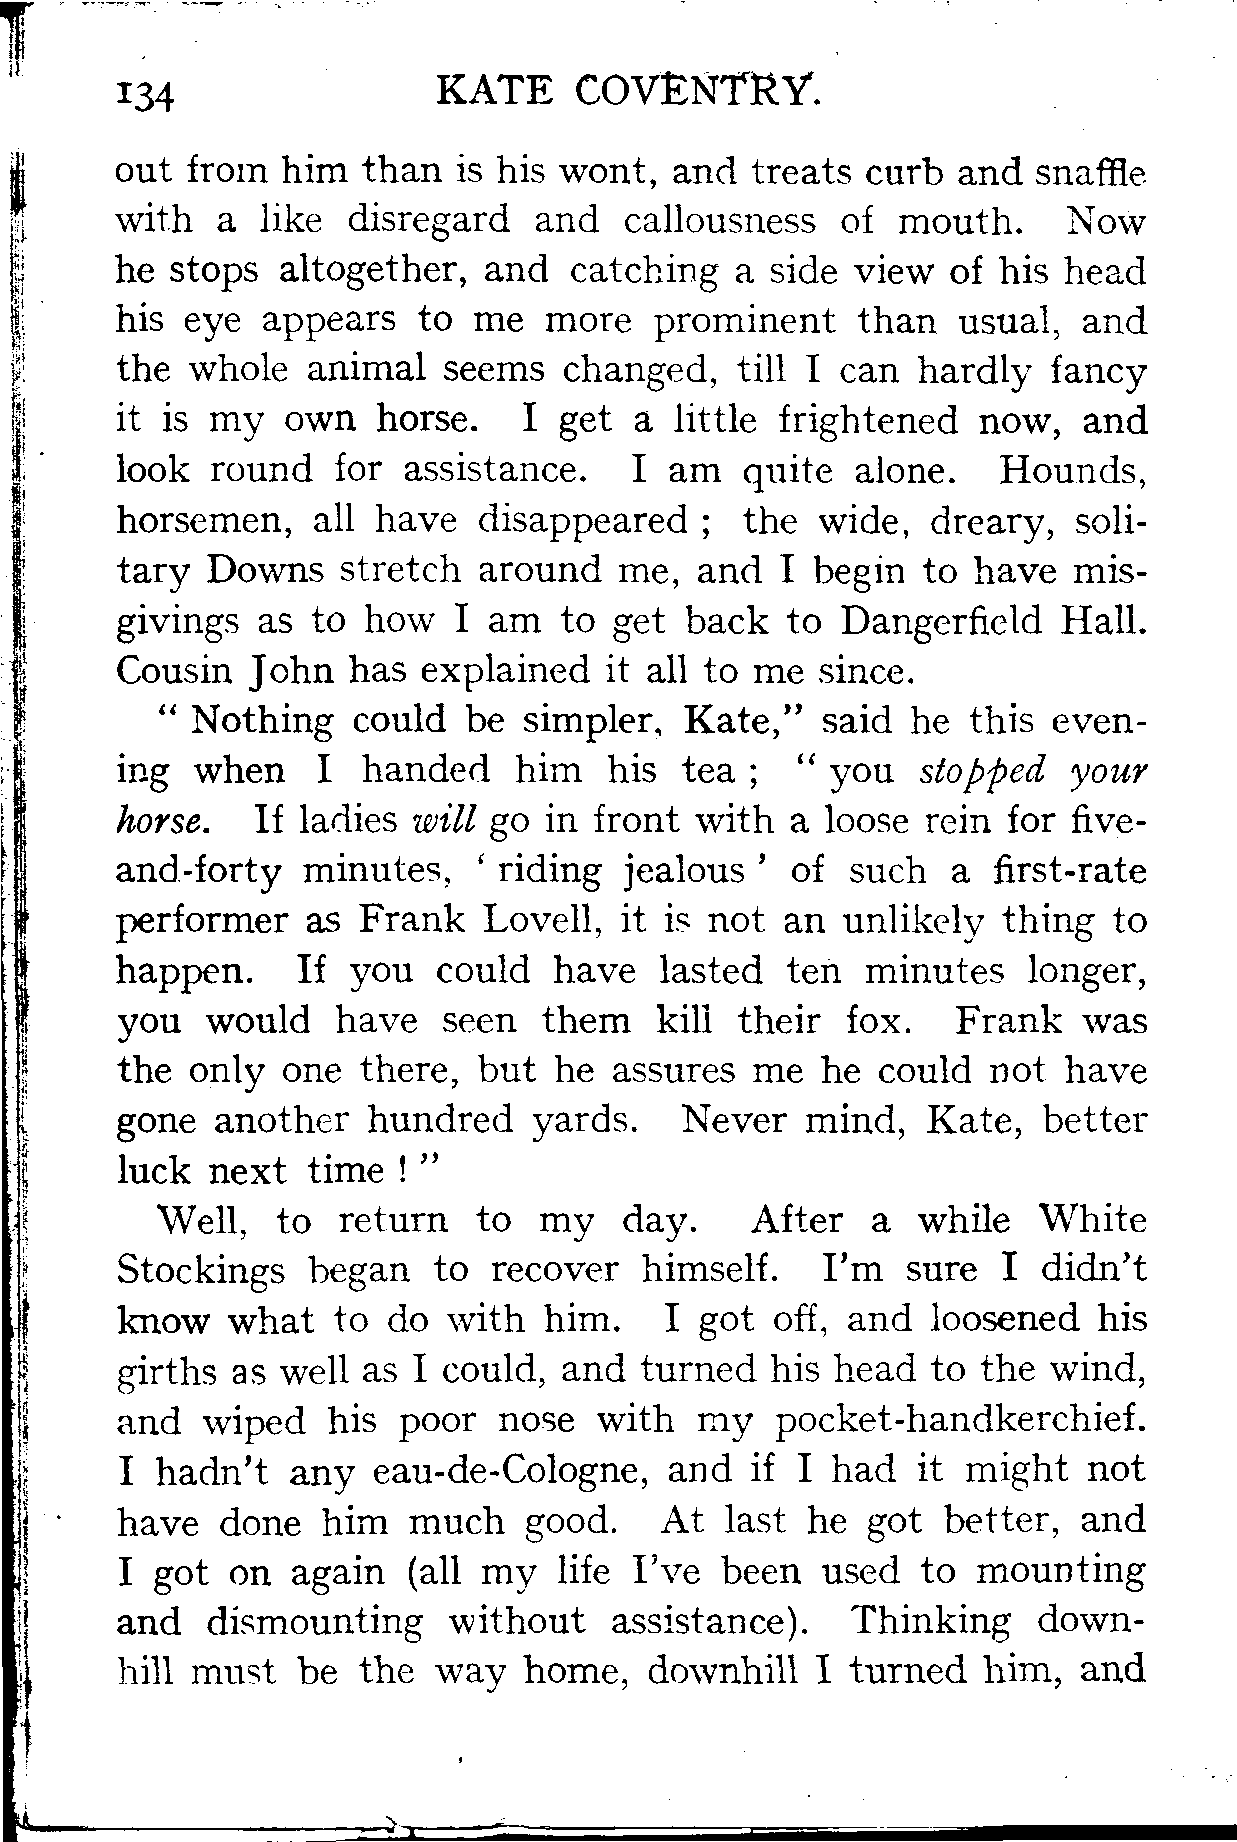 134 KATE COVENTRY.
out from him than is his wont, and treats curb and snaffle
with a like disregard and callousness of mouth. Now
he stops altogether, and catching a side view of his head
his eye appears to me more prominent than usual, and
the whole animal seems changed, till I can hardly fancy
it is my own horse. I get a little frightened now, and
look round for assistance. I am quite alone. Hounds,
horsemen, all have disappeared ; the wide, dreary, soli-
tary Downs stretch around me, and I begin to have mis-
givings as to how I am to get back to Dangerfield Hall.
Cousin John has explained it all to me since.
“ Nothing could be simpler, Kate,” said he this even-
ing when I handed him his tea ; “ you stopped your
horse. If ladies will go in front with a loose rein for five-
and-forty minutes, ‘ riding jealous ’ of such a first-rate
performer as Frank Lovell, it is not an unlikely thing to
happen. If you could have lasted ten minutes longer,
you would have seen them kill their fox. Frank was
the only one there, but he assures me he could not have
gone another hundred yards. Never mind, Kate, better
luck next time ! ”
Well, to return to my day. After a while White
Stockings began to recover himself. I’m sure I didn’t
know what to do with him. I got off, and loosened his
girths as well as I could, and turned his head to the wind,
and wiped his poor nose with my pocket-handkerchief.
I hadn’t any eau-de-Cologne, and if I had it might not
have done him much good. At last he got better, and
I got on again (all my life I’ve been used to mounting
and dismounting without assistance). Thinking down-
hill must be the way home, downhill I turned him, and